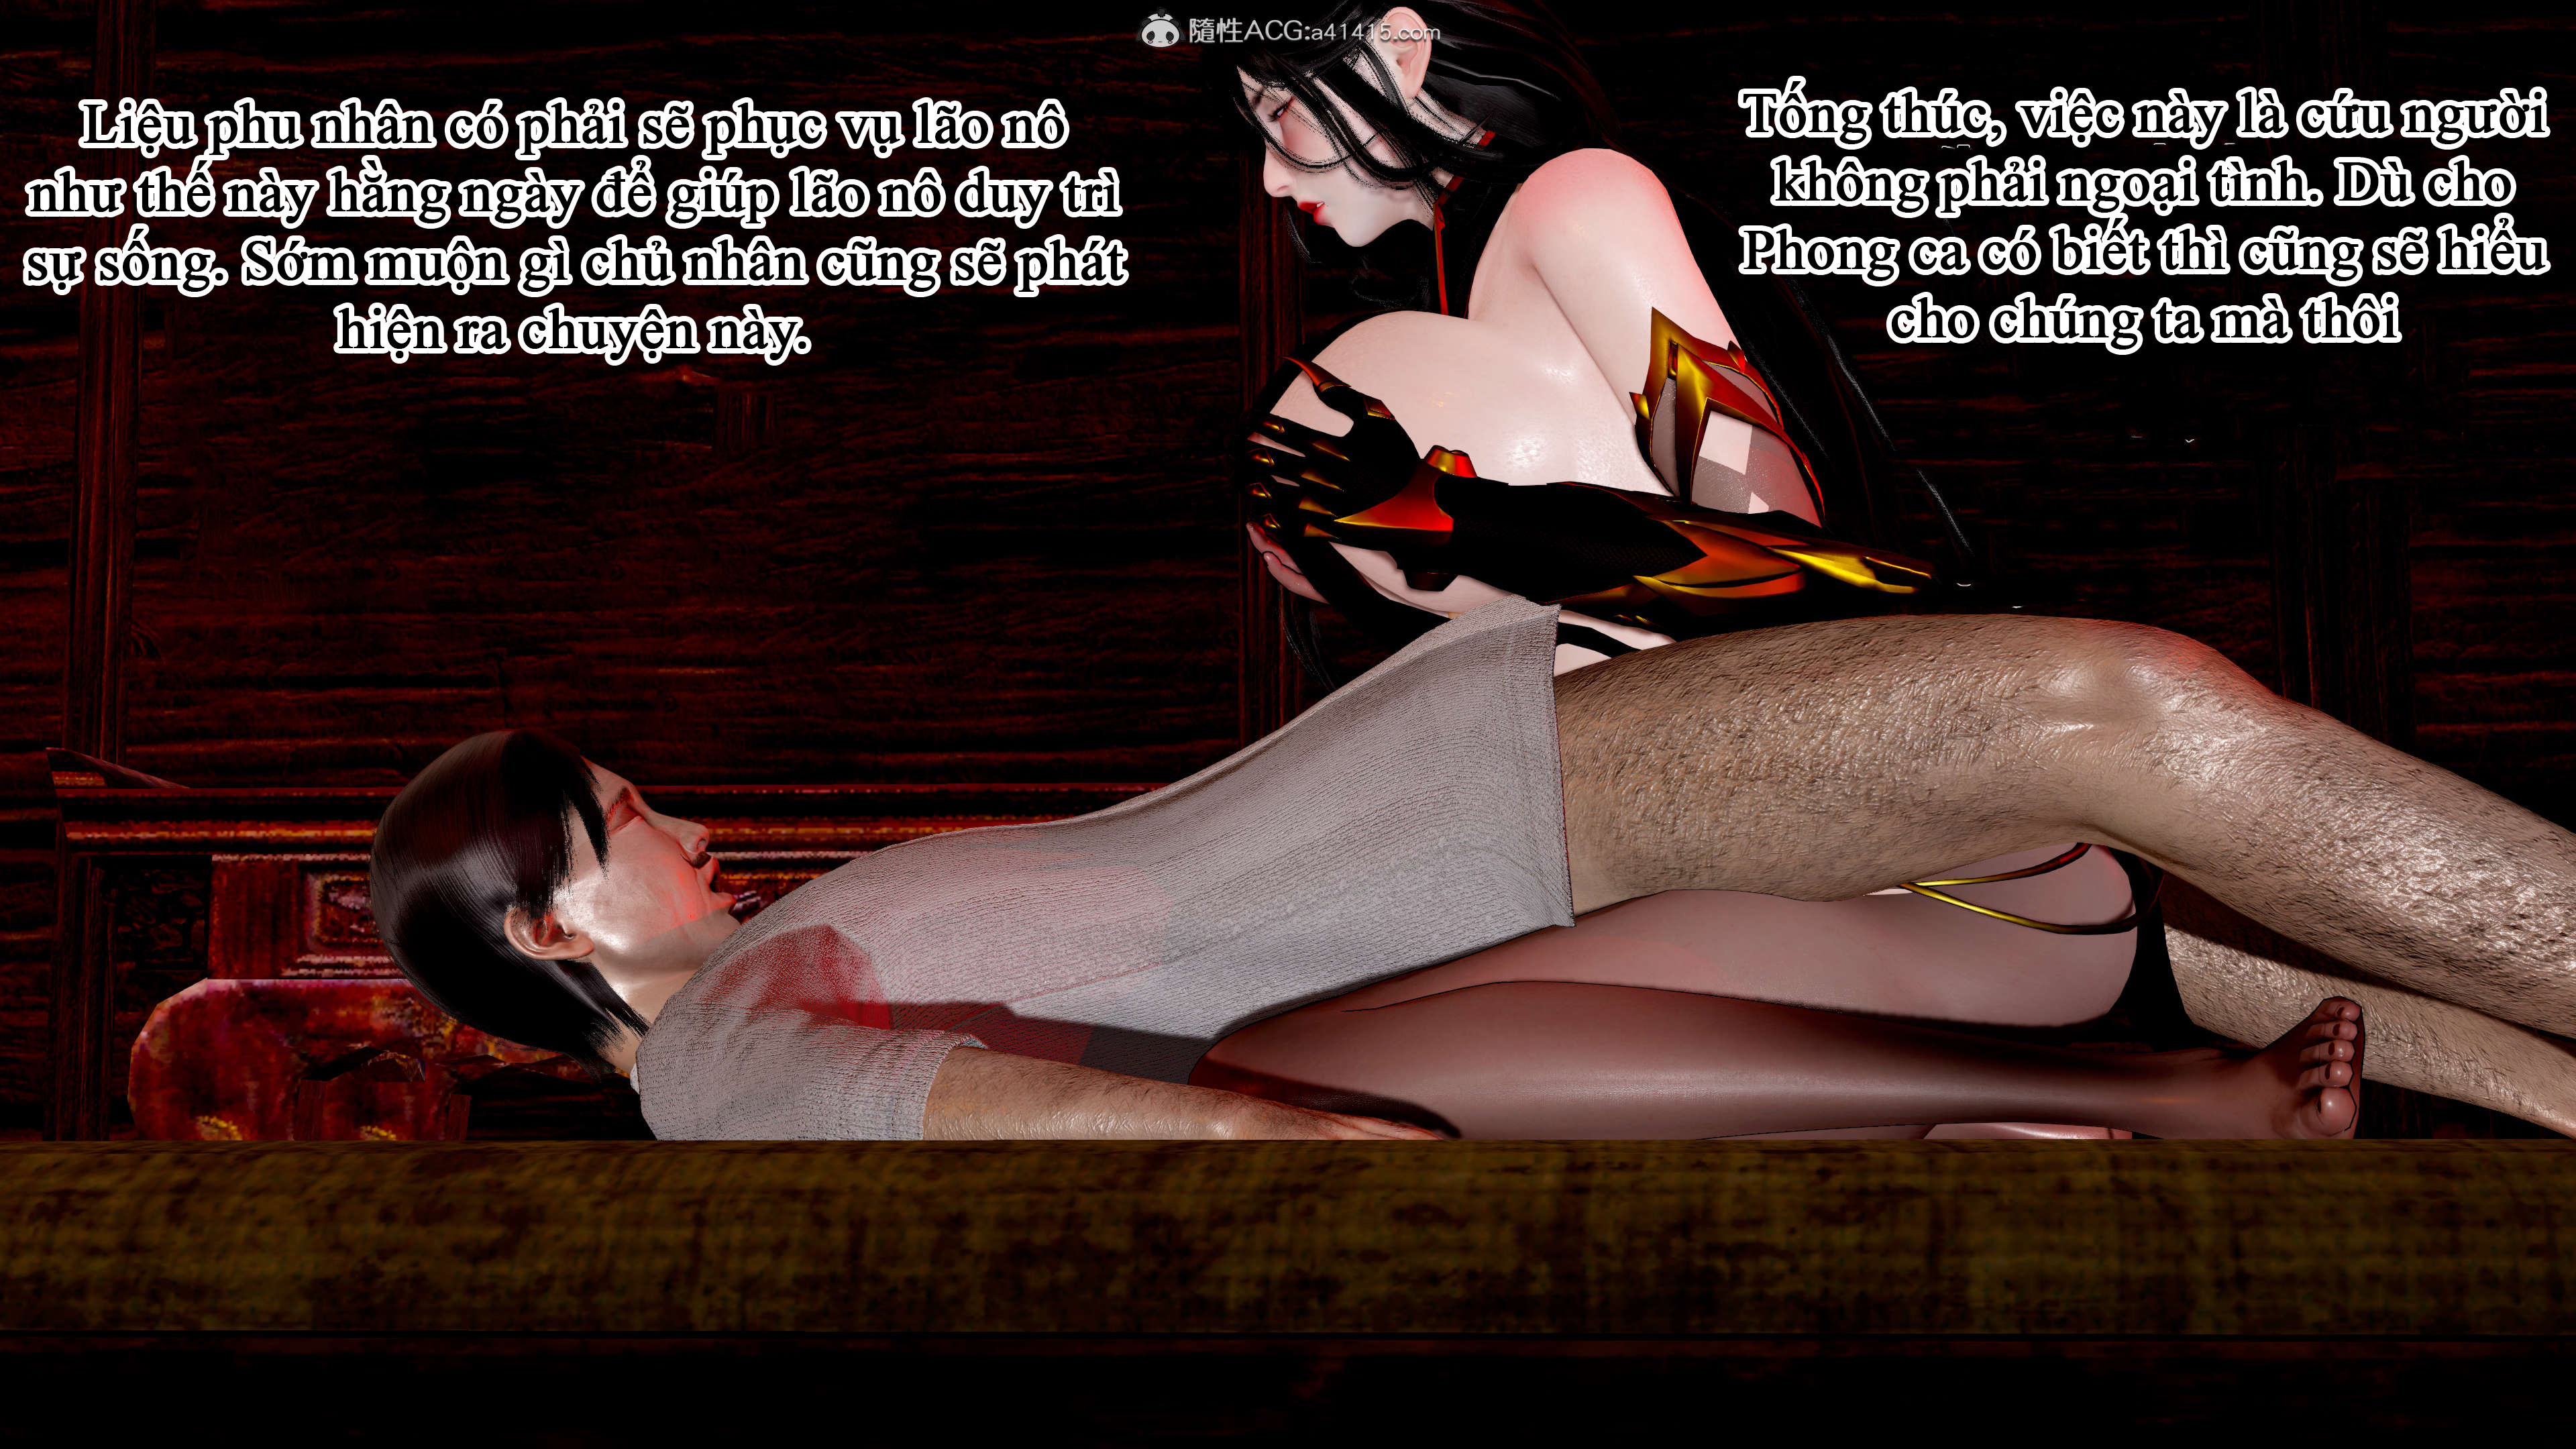 隨性ACG:a41415.com
Liệu phu nhân có phải sẽ phục vụ lão nô
như thế này hằng ngày để giúp lão nô duy trì
sự sống. Sớm muộn gì chủ nhân cũng sẽ phát
hiện ra chuyện này.
Tống thúc, việc này là cứu người
không phải ngoại tình. Dù cho
Phong ca có biết thì cũng sẽ hiểu
cho chúng ta mà thôi